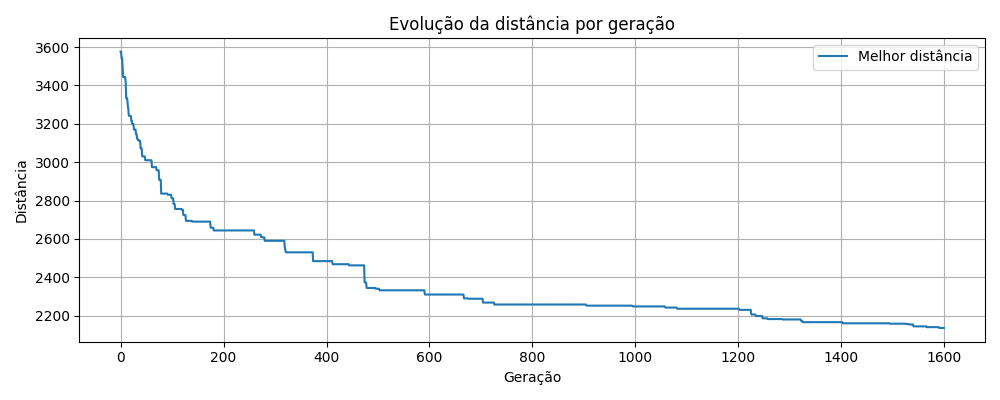 Evolução da distância por geração
Melhor distância
Distância
3600
3400
3200
3000
2800
2600
2400
2200
0 200 400 600 800 1000 1200 1400 1600
Geração